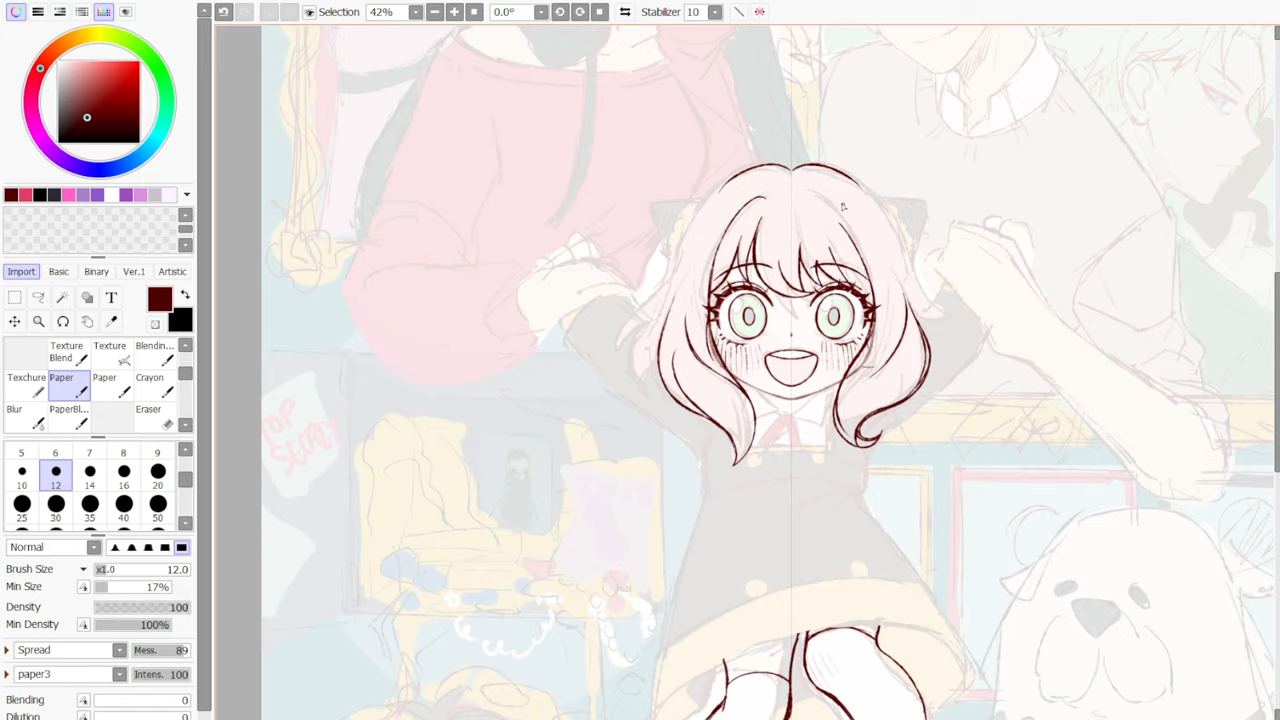 Selection 42% 0.0° Stabilizer 10
Import Basic Binary Ver.1 Artistic
T
Texture Blend Texture Blendin...
Texchure Paper Paper Crayon
Blur PaperBl... Eraser
5 6 7 8 9
10 12 14 16 20
25 30 35 40 50
Normal
Brush Size x1.0 12.0
Min Size 17%
Density 100
Min Density 100%
Spread Mess. 89
paper3 Intens. 100
Blending 0
Dilution 0
TOP
SECRET